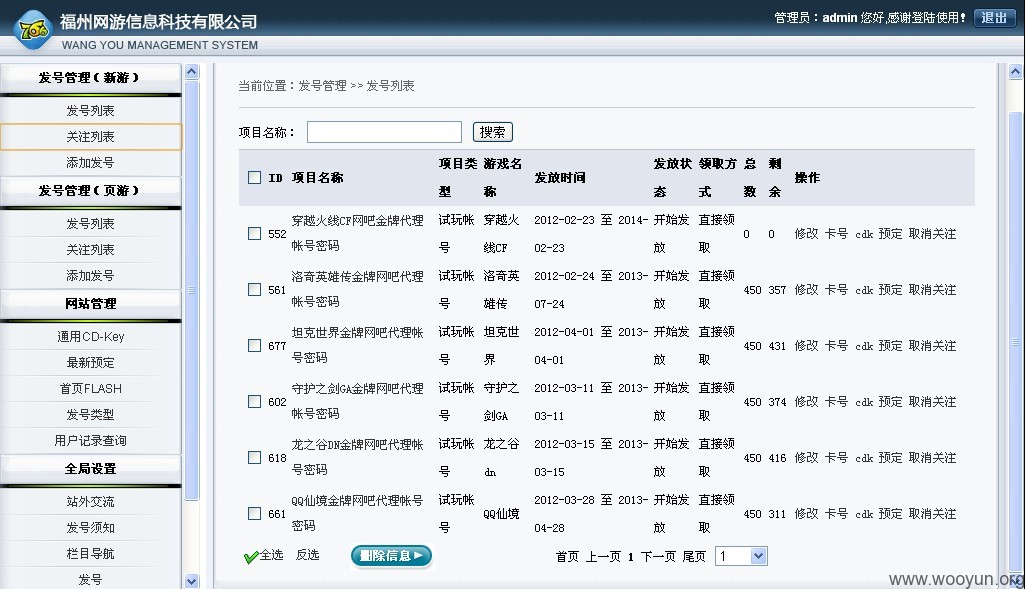 福州网游信息科技有限公司
WANG YOU MANAGEMENT SYSTEM
管理员：admin 您好,感谢登陆使用! 退出
发号管理（新游）
发号列表
关注列表
添加发号
发号管理（页游）
发号列表
关注列表
添加发号
网站管理
通用CD-Key
最新预定
首页FLASH
发号类型
用户记录查询
全局设置
站外交流
发号须知
栏目导航
发号
当前位置：发号管理 >> 发号列表
项目名称： 搜索
ID 项目名称 项目类型 游戏名称 发放时间 发放状态 领取方式 总数 剩余 操作
552 穿越火线CF网吧金牌代理帐号密码 试玩帐号 穿越火线CF 2012-02-23 至 2014-02-23 开始发放 直接领取 0 0 修改 卡号 cdk 预定 取消关注
561 洛奇英雄传金牌网吧代理帐号密码 试玩帐号 洛奇英雄传 2012-02-24 至 2013-07-24 开始发放 直接领取 450 357 修改 卡号 cdk 预定 取消关注
677 坦克世界金牌网吧代理帐号密码 试玩帐号 坦克世界 2012-04-01 至 2013-04-01 开始发放 直接领取 450 431 修改 卡号 cdk 预定 取消关注
602 守护之剑GA金牌网吧代理帐号密码 试玩帐号 守护之剑GA 2012-03-11 至 2013-03-11 开始发放 直接领取 450 374 修改 卡号 cdk 预定 取消关注
618 龙之谷DN金牌网吧代理帐号密码 试玩帐号 龙之谷dn 2012-03-15 至 2013-03-15 开始发放 直接领取 450 416 修改 卡号 cdk 预定 取消关注
661 QQ仙境金牌网吧代理帐号密码 试玩帐号 QQ仙境 2012-03-28 至 2013-04-28 开始发放 直接领取 450 311 修改 卡号 cdk 预定 取消关注
全选 反选 删除信息 首页 上一页 1 下一页 尾页 1
www.wooyun.org